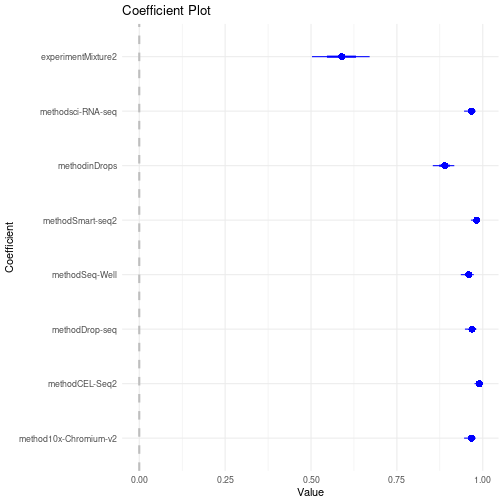 Coefficient Plot
Coefficient
experimentMixture2
methodsci-RNA-seq
methodinDrops
methodSmart-seq2
methodSeq-Well
methodDrop-seq
methodCEL-Seq2
method10x-Chromium-v2
0.00 0.25 0.50 0.75 1.00
Value